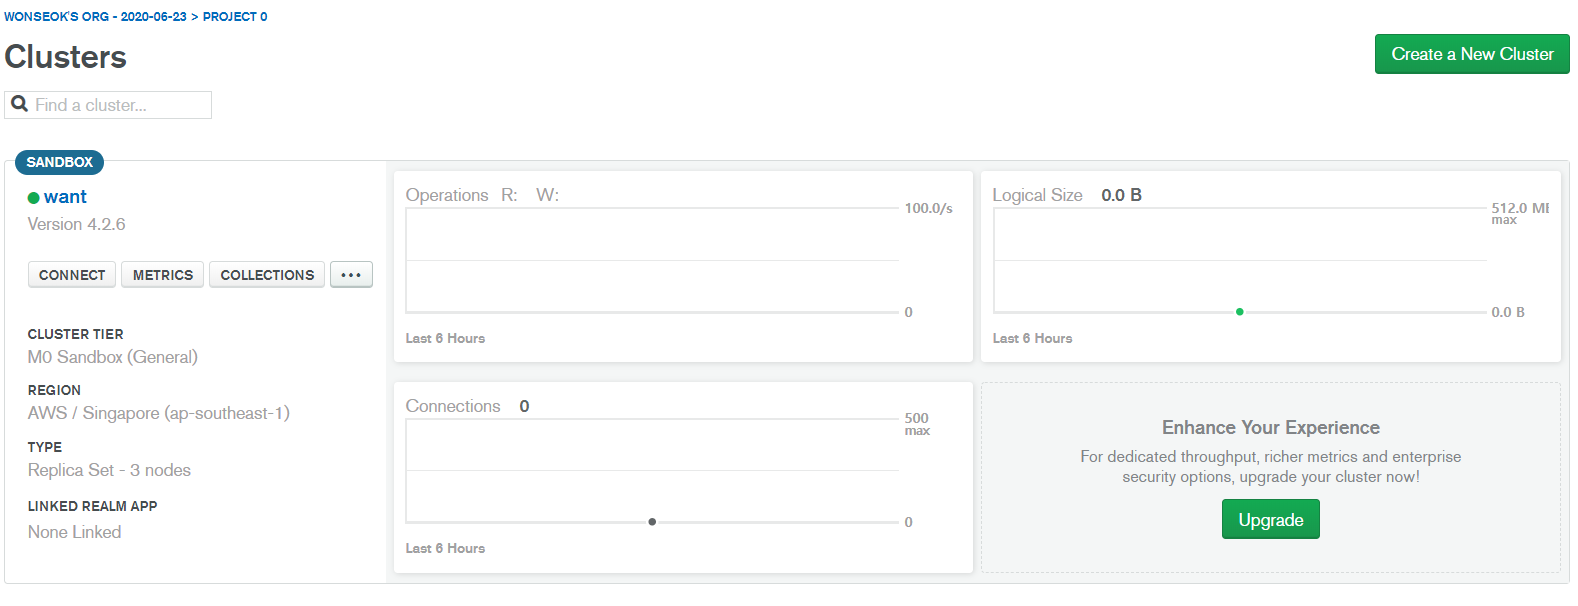 WONSEOK'S ORG - 2020-06-23 > PROJECT 0
Clusters
Create a New Cluster
Find a cluster...
SANDBOX
want
Version 4.2.6
CONNECT METRICS COLLECTIONS ...
CLUSTER TIER
M0 Sandbox (General)
REGION
AWS / Singapore (ap-southeast-1)
TYPE
Replica Set - 3 nodes
LINKED REALM APP
None Linked
Operations R: W:
100.0/s
0
Last 6 Hours
Logical Size 0.0 B
512.0 MB
max
0.0 B
Last 6 Hours
Connections 0
500
max
0
Last 6 Hours
Enhance Your Experience
For dedicated throughput, richer metrics and enterprise
security options, upgrade your cluster now!
Upgrade